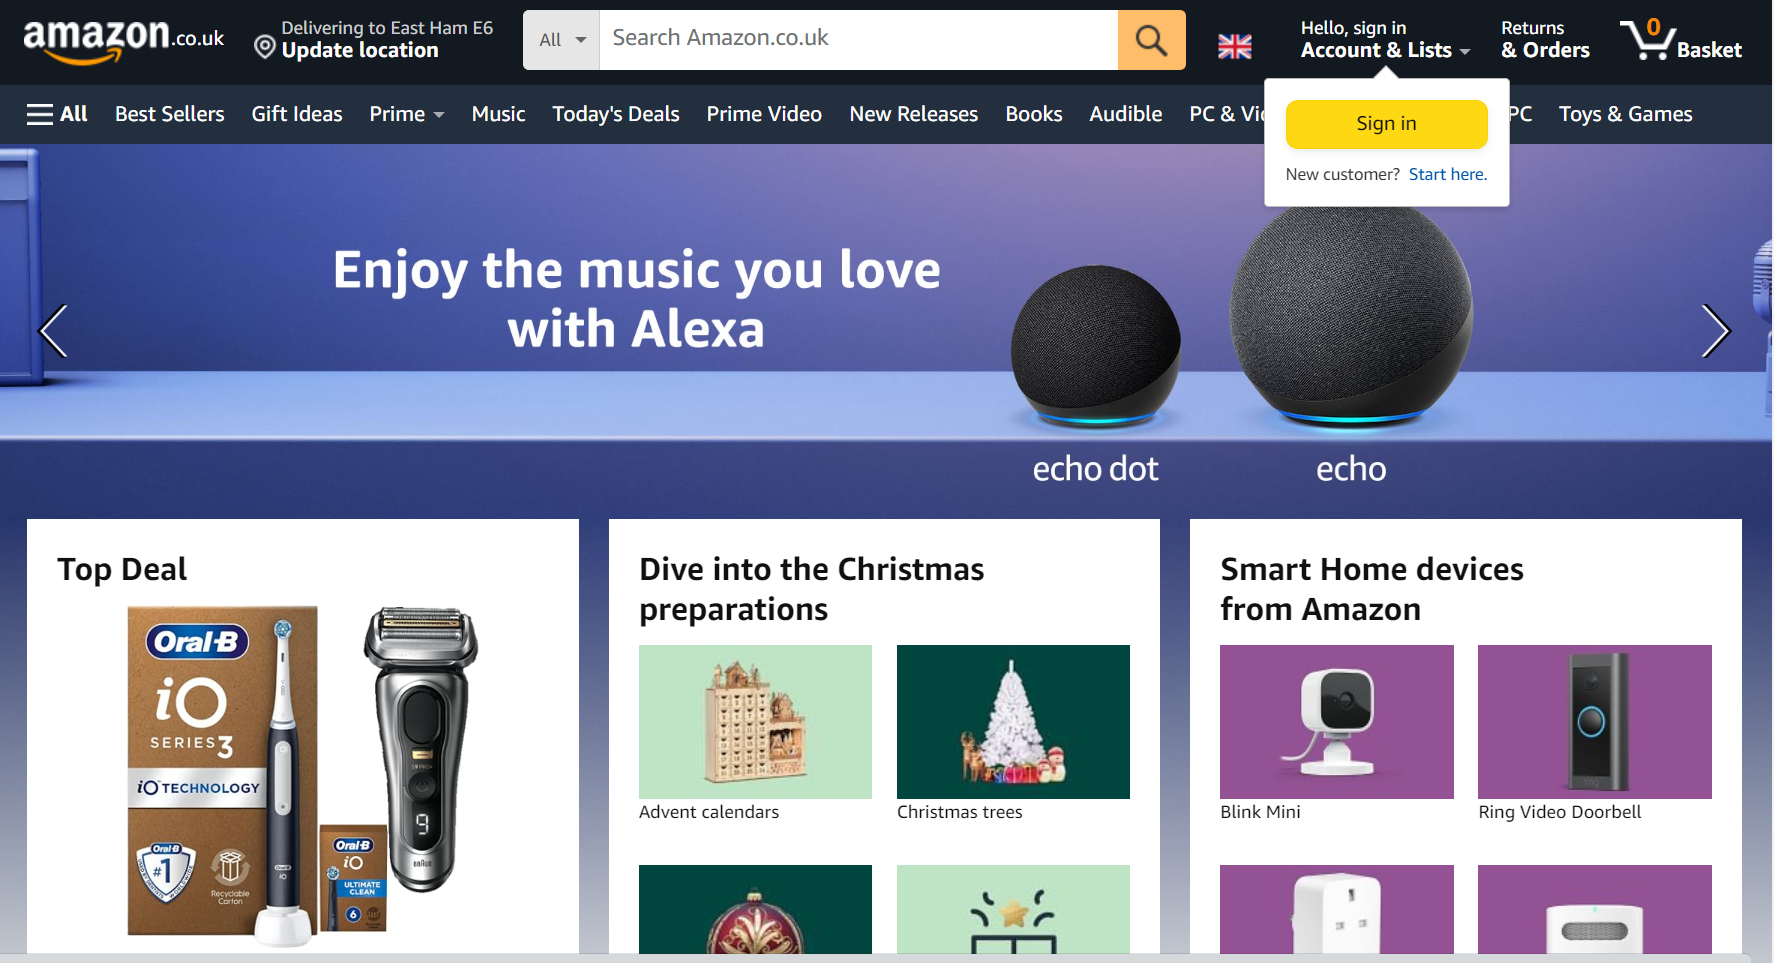 amazon.co.uk
Delivering to East Ham E6
Update location
All
Search Amazon.co.uk
Hello, sign in
Account & Lists
Returns
& Orders
0
Basket
All
Best Sellers
Gift Ideas
Prime
Music
Today's Deals
Prime Video
New Releases
Books
Audible
PC & Vi
PC
Toys & Games
Sign in
New customer? Start here.
Enjoy the music you love
with Alexa
echo dot
echo
Top Deal
Oral-B
iO
SERIES 3
iO TECHNOLOGY
Oral-B
#1
Recyclable
Carton
Oral-B
iO
ULTIMATE
CLEAN
6
S9 PRO+
9
BRAUN
Dive into the Christmas
preparations
Advent calendars
Christmas trees
Smart Home devices
from Amazon
Blink Mini
Ring Video Doorbell